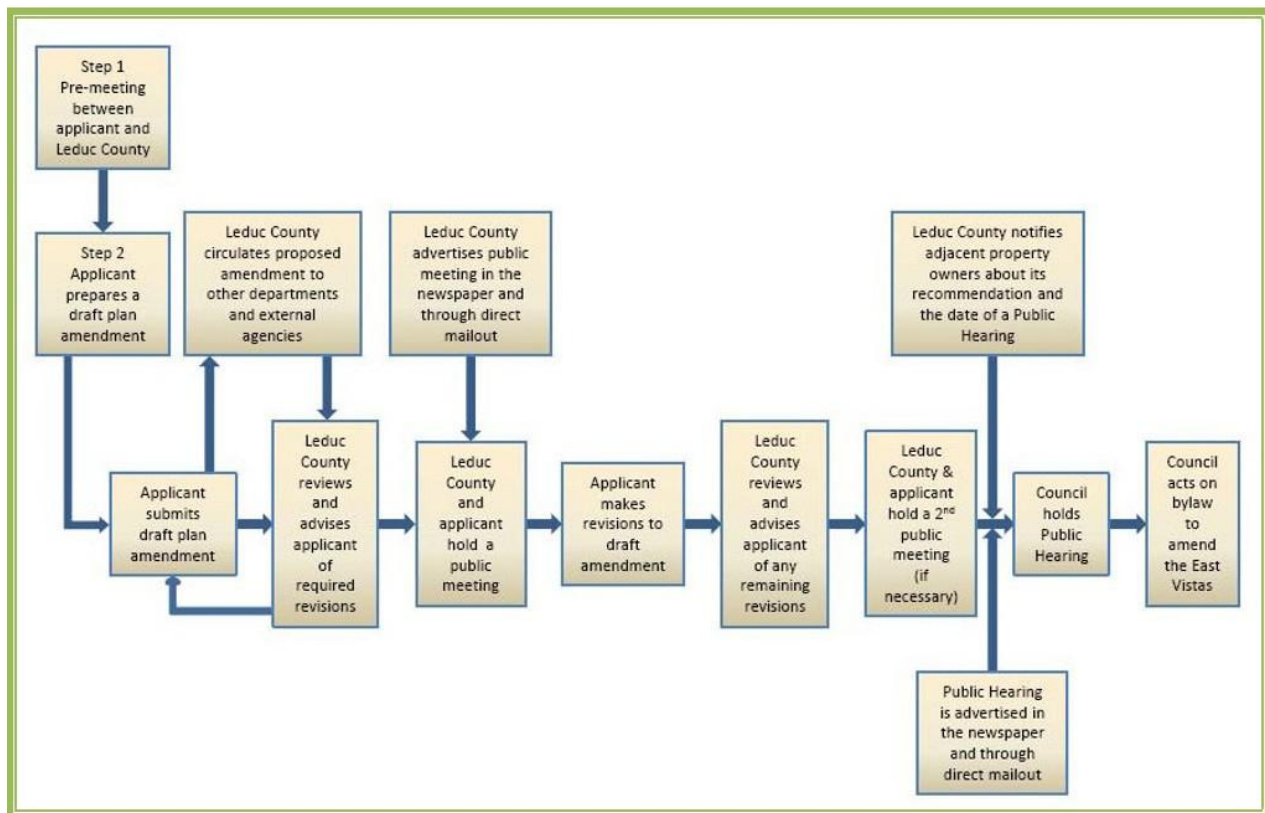 Step 1
Pre-meeting
between
applicant and
Leduc County
Step 2
Applicant
prepares a
draft plan
amendment
Leduc County
circulates proposed
amendment to
other departments
and external
agencies
Leduc County
advertises public
meeting in the
newspaper and
through direct
mailout
Leduc County notifies
adjacent property
owners about its
recommendation and
the date of a Public
Hearing
Applicant
submits
draft plan
amendment
Leduc
County
reviews
and
advises
applicant
of
required
revisions
Leduc
County
and
applicant
hold a
public
meeting
Applicant
makes
revisions to
draft
amendment
Leduc
County
reviews
and
advises
applicant
of any
remaining
revisions
Leduc
County &
applicant
hold a 2nd
public
meeting
(if
necessary)
Council
holds
Public
Hearing
Council
acts on
bylaw
to
amend
the East
Vistas
Public Hearing
is advertised in
the newspaper
and through
direct mailout